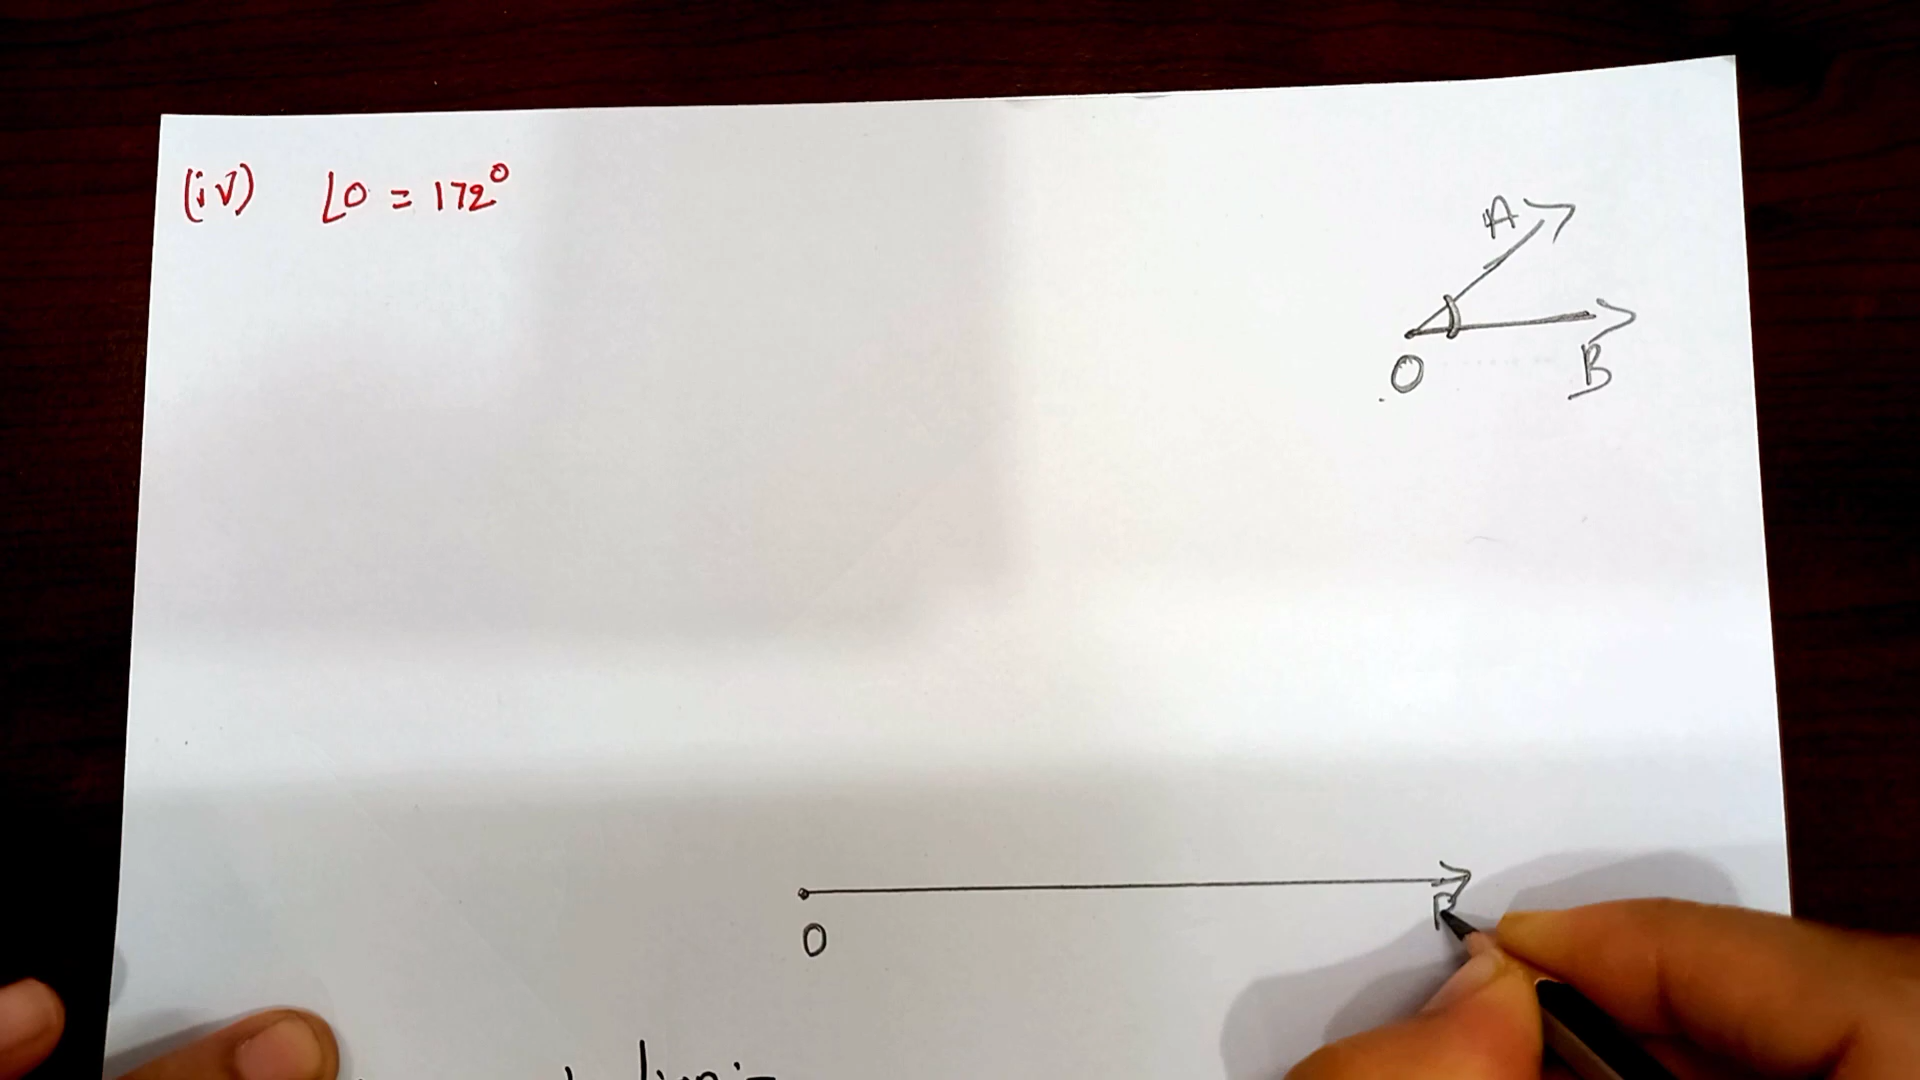 (iv) ∠O = 172°
A
O B
O